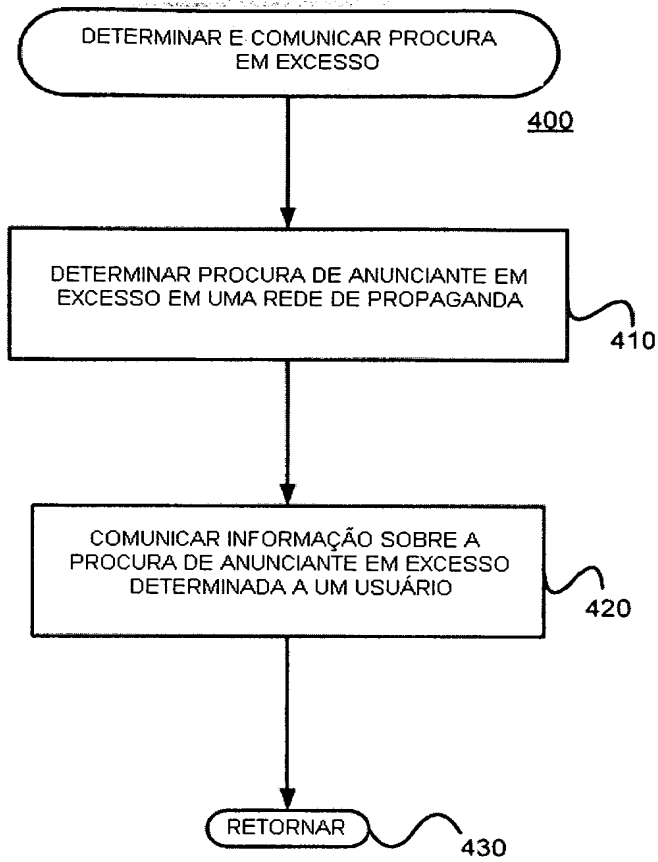 DETERMINAR E COMUNICAR PROCURA
EM EXCESSO
400
DETERMINAR PROCURA DE ANUNCIANTE EM
EXCESSO EM UMA REDE DE PROPAGANDA
410
COMUNICAR INFORMAÇÃO SOBRE A
PROCURA DE ANUNCIANTE EM EXCESSO
DETERMINADA A UM USUÁRIO
420
RETORNAR
430